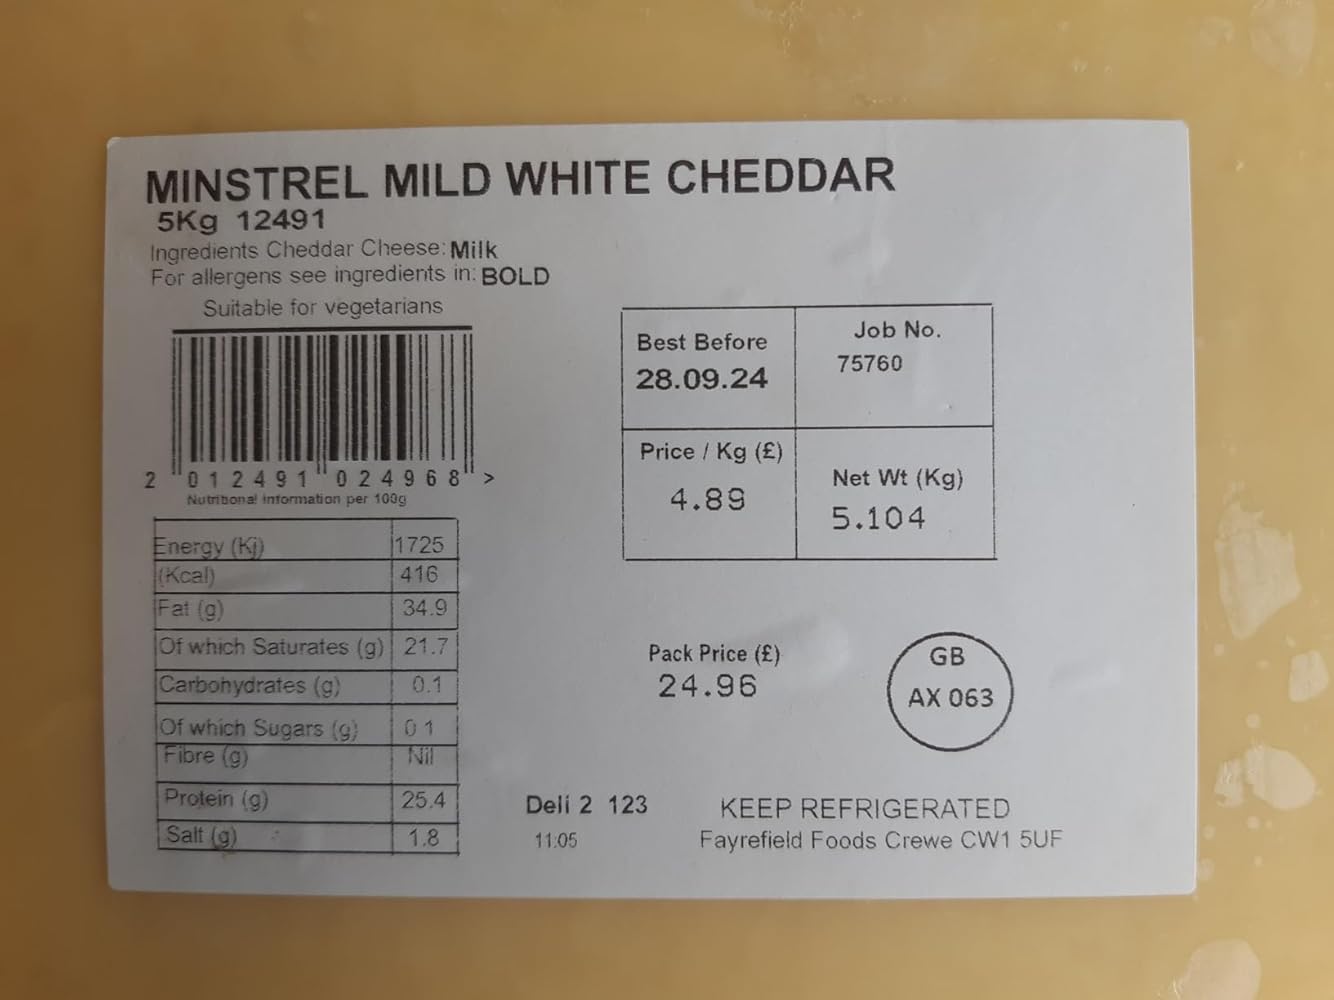 MINSTREL MILD WHITE CHEDDAR
5Kg 12491
Ingredients Cheddar Cheese: Milk
For allergens see ingredients in: BOLD
Suitable for vegetarians
2 012491 024968 >
Nutritional Information per 100g
Energy (Kj) 1725
(Kcal) 416
Fat (g) 34.9
Of which Saturates (g) 21.7
Carbohydrates (g) 0.1
Of which Sugars (g) 0 1
Fibre (g) Nil
Protein (g) 25.4
Salt (g) 1.8
Best Before
28.09.24
Job No.
75760
Price / Kg (£)
4.89
Net Wt (Kg)
5.104
Pack Price (£)
24.96
GB
AX 063
Deli 2 123
11:05
KEEP REFRIGERATED
Fayrefield Foods Crewe CW1 5UF